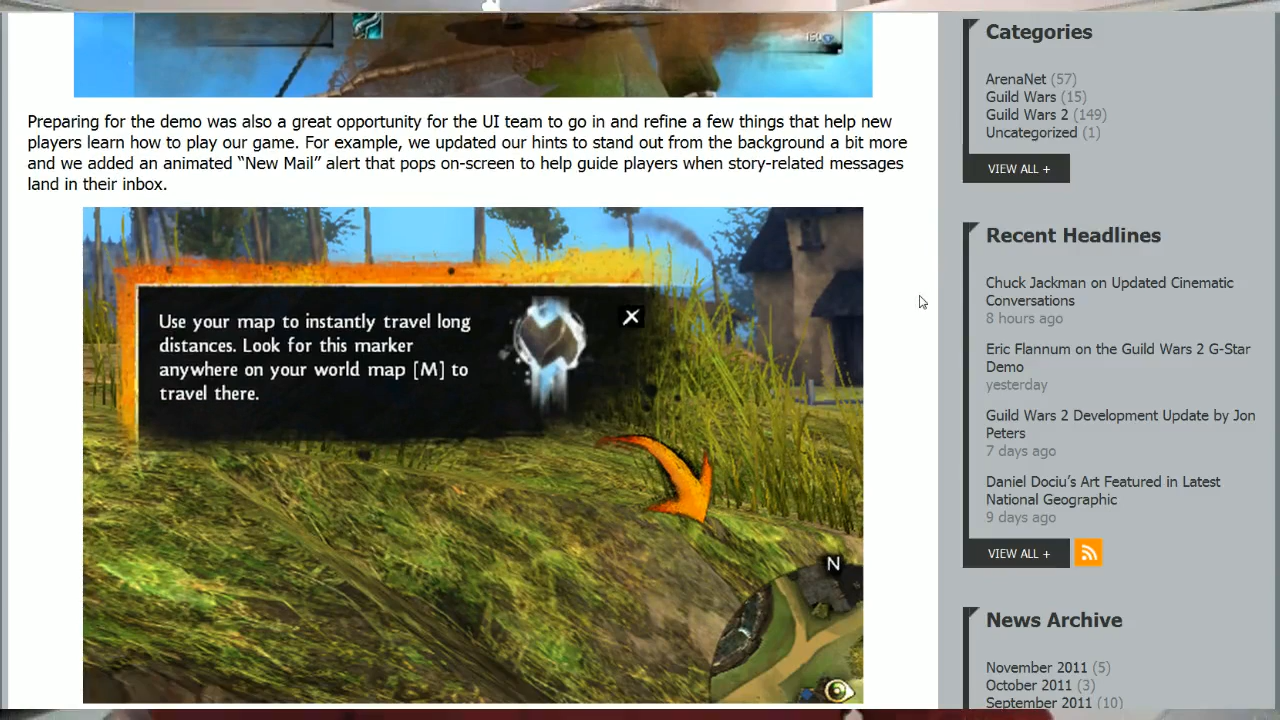 Preparing for the demo was also a great opportunity for the UI team to go in and refine a few things that help new
players learn how to play our game. For example, we updated our hints to stand out from the background a bit more
and we added an animated “New Mail” alert that pops on-screen to help guide players when story-related messages
land in their inbox.
Use your map to instantly travel long
distances. Look for this marker
anywhere on your world map [M] to
travel there.
N
Categories
ArenaNet (57)
Guild Wars (15)
Guild Wars 2 (149)
Uncategorized (1)
VIEW ALL +
Recent Headlines
Chuck Jackman on Updated Cinematic
Conversations
8 hours ago
Eric Flannum on the Guild Wars 2 G-Star
Demo
yesterday
Guild Wars 2 Development Update by Jon
Peters
7 days ago
Daniel Dociu’s Art Featured in Latest
National Geographic
9 days ago
VIEW ALL +
News Archive
November 2011 (5)
October 2011 (3)
September 2011 (10)